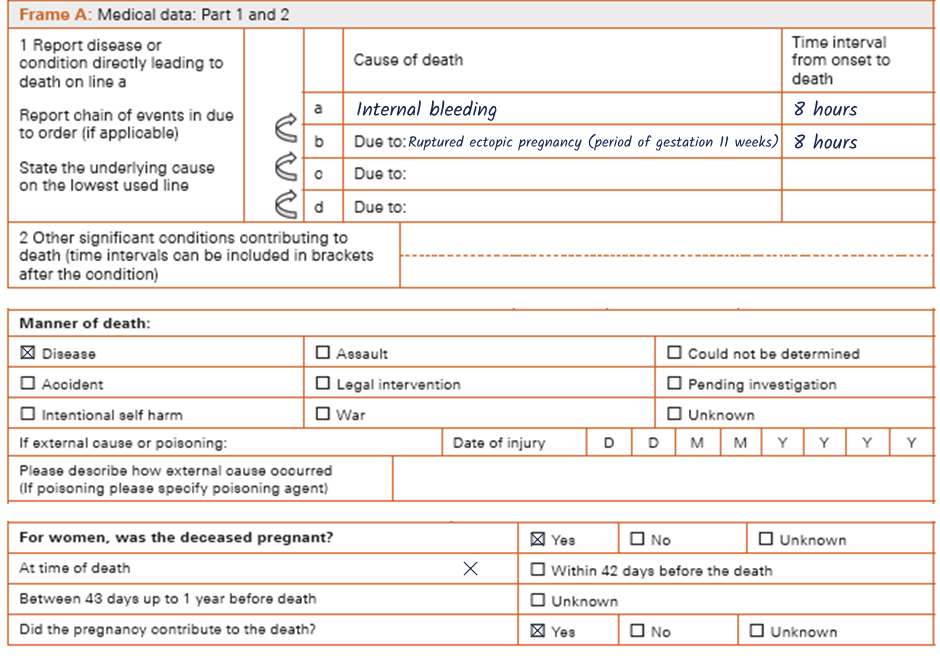 Frame A: Medical data: Part 1 and 2
1 Report disease or
condition directly leading to
death on line a
Report chain of events in due
to order (if applicable)
State the underlying cause
on the lowest used line
Cause of death
Time interval
from onset to
death
a Internal bleeding 8 hours
b Due to: Ruptured ectopic pregnancy (period of gestation 11 weeks) 8 hours
c Due to:
d Due to:
2 Other significant conditions contributing to
death (time intervals can be included in brackets
after the condition)
Manner of death:
☒ Disease ☐ Assault ☐ Could not be determined
☐ Accident ☐ Legal intervention ☐ Pending investigation
☐ Intentional self harm ☐ War ☐ Unknown
If external cause or poisoning: Date of injury D D M M Y Y Y Y
Please describe how external cause occurred
(If poisoning please specify poisoning agent)
For women, was the deceased pregnant? ☒ Yes ☐ No ☐ Unknown
At time of death X ☐ Within 42 days before the death
Between 43 days up to 1 year before death ☐ Unknown
Did the pregnancy contribute to the death? ☒ Yes ☐ No ☐ Unknown